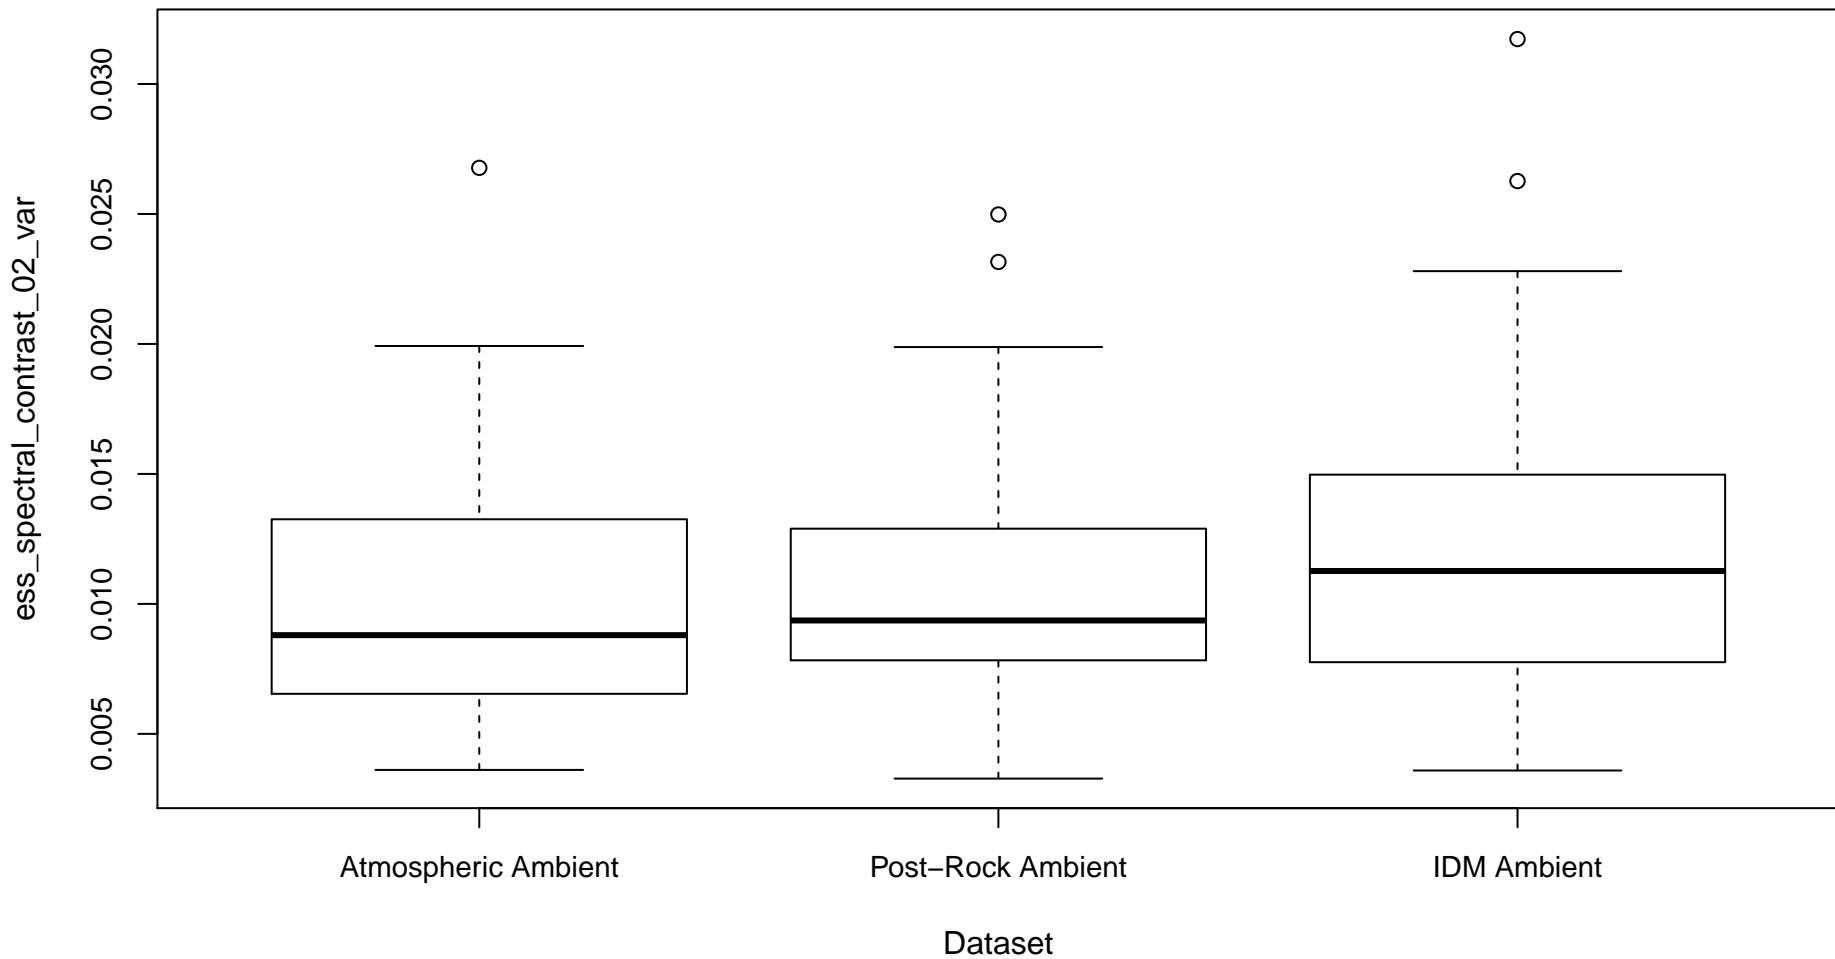 ess_spectral_contrast_02_var
0.030
0.025
0.020
0.015
0.010
0.005
Atmospheric Ambient
Post−Rock Ambient
IDM Ambient
Dataset